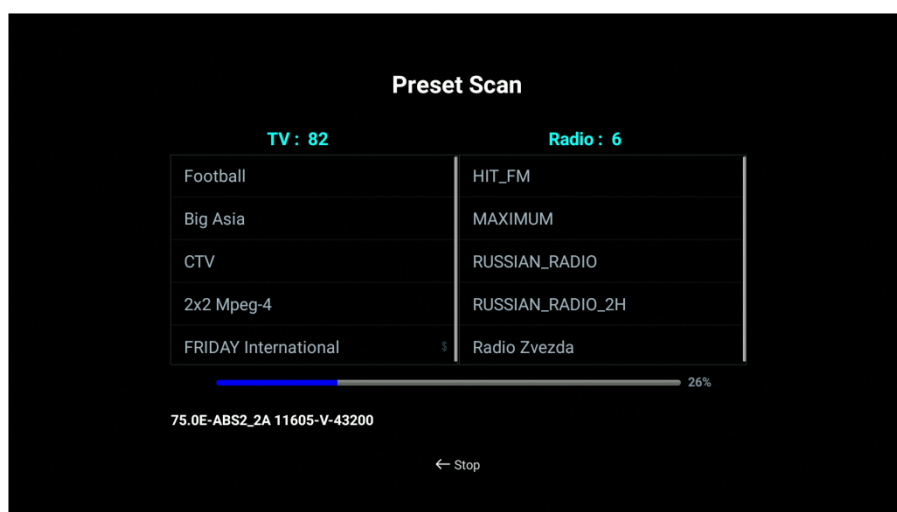 Preset Scan
TV : 82
Radio : 6
Football
HIT_FM
Big Asia
MAXIMUM
CTV
RUSSIAN_RADIO
2x2 Mpeg-4
RUSSIAN_RADIO_2H
FRIDAY International $
Radio Zvezda
26%
75.0E-ABS2_2A 11605-V-43200
← Stop